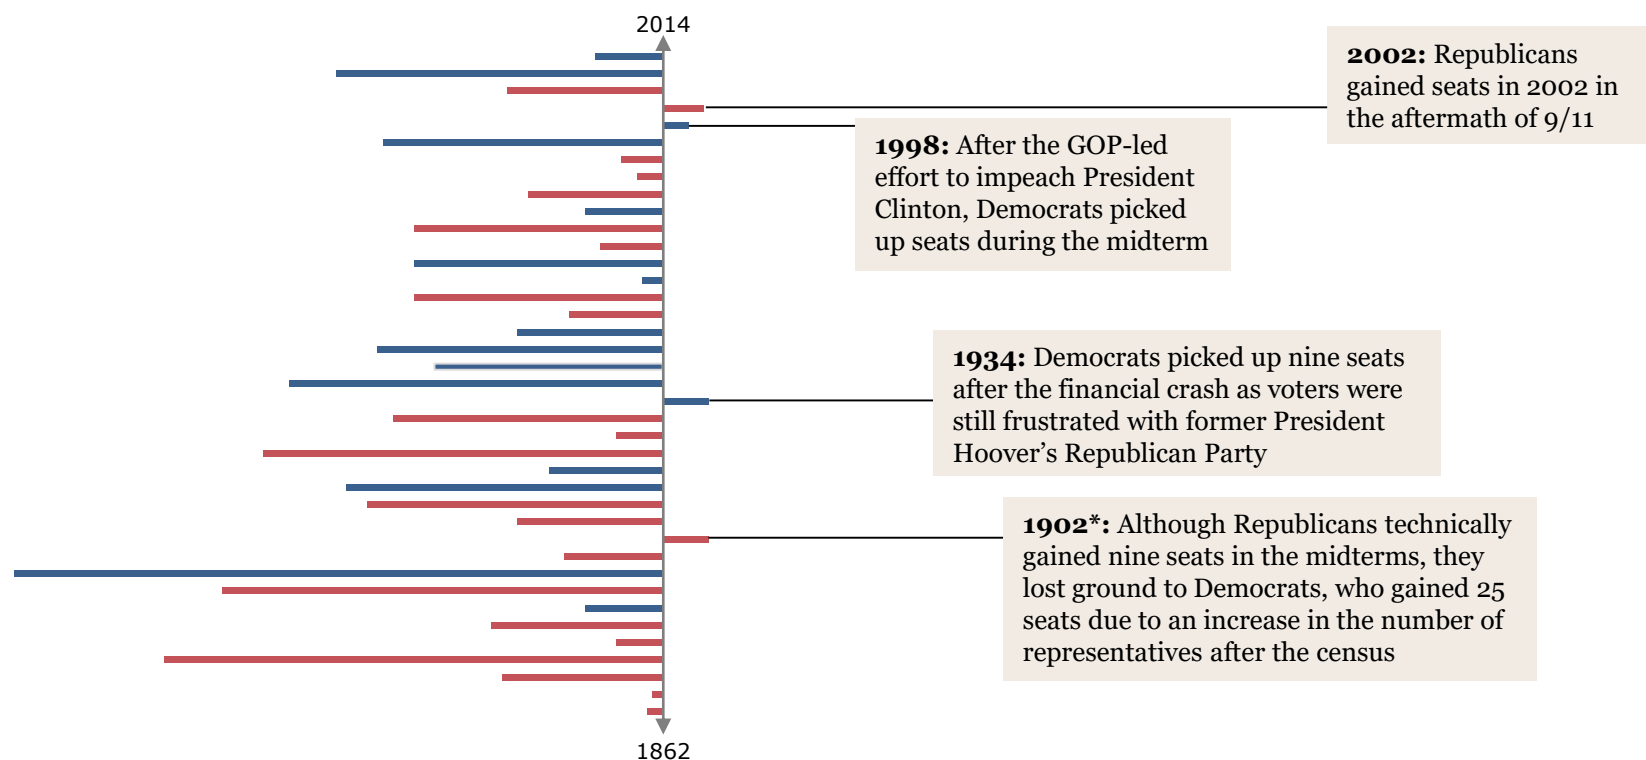 2014
2002: Republicans
gained seats in 2002 in
the aftermath of 9/11
1998: After the GOP-led
effort to impeach President
Clinton, Democrats picked
up seats during the midterm
1934: Democrats picked up nine seats
after the financial crash as voters were
still frustrated with former President
Hoover's Republican Party
1902*: Although Republicans technically
gained nine seats in the midterms, they
lost ground to Democrats, who gained 25
seats due to an increase in the number of
representatives after the census
1862